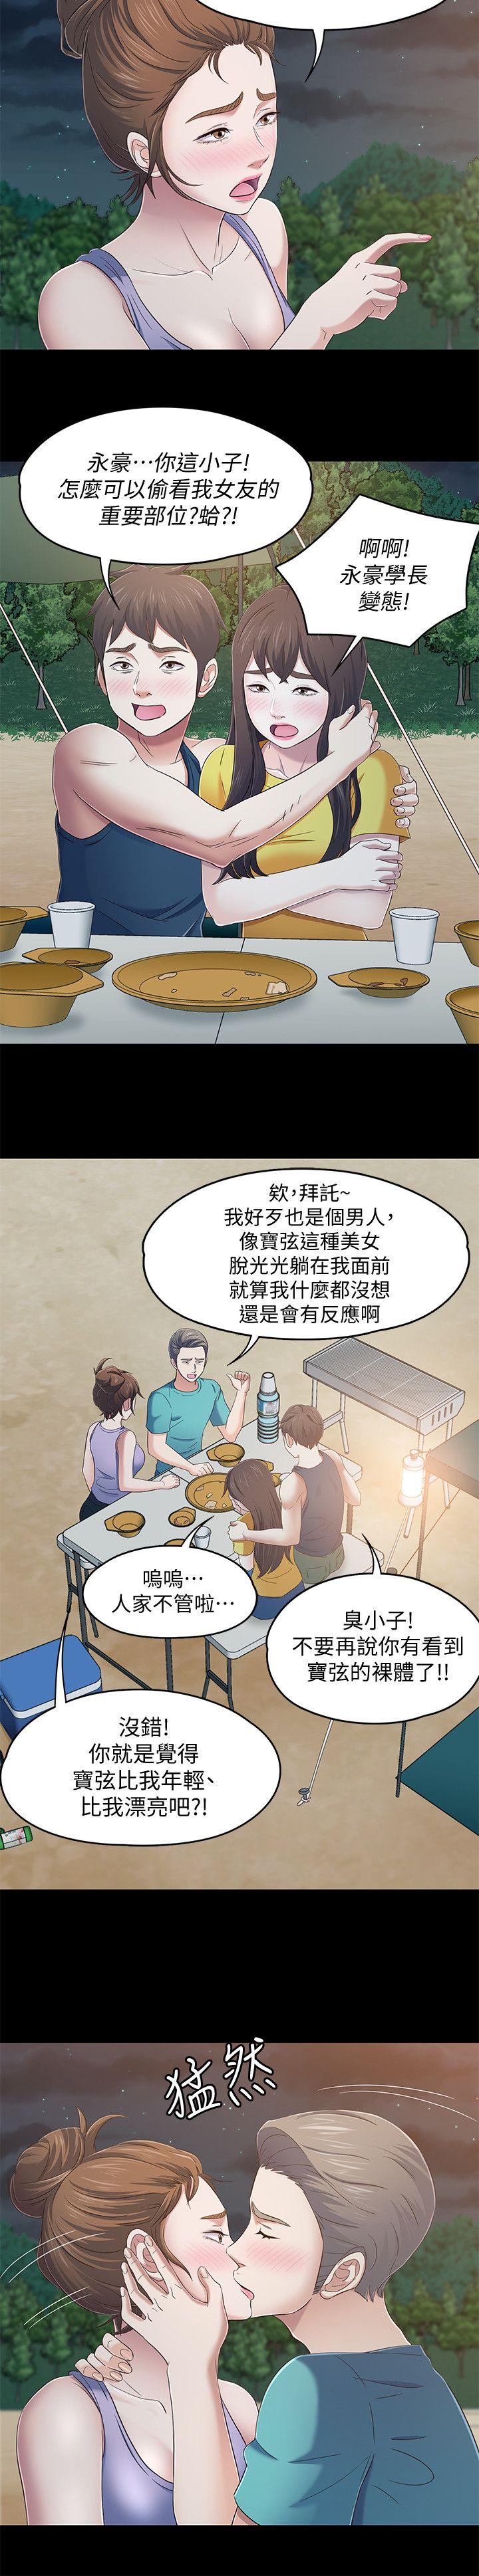 永豪…你這小子!
怎麼可以偷看我女友的
重要部位?蛤?!
啊啊!
永豪學長
變態!
欸,拜託~
我好歹也是個男人,
像寶弦這種美女
脫光光躺在我面前
就算我什麼都沒想
還是會有反應啊
嗚嗚…
人家不管啦…
臭小子!
不要再說你有看到
寶弦的裸體了!!
沒錯!
你就是覺得
寶弦比我年輕、
比我漂亮吧?!
猛然